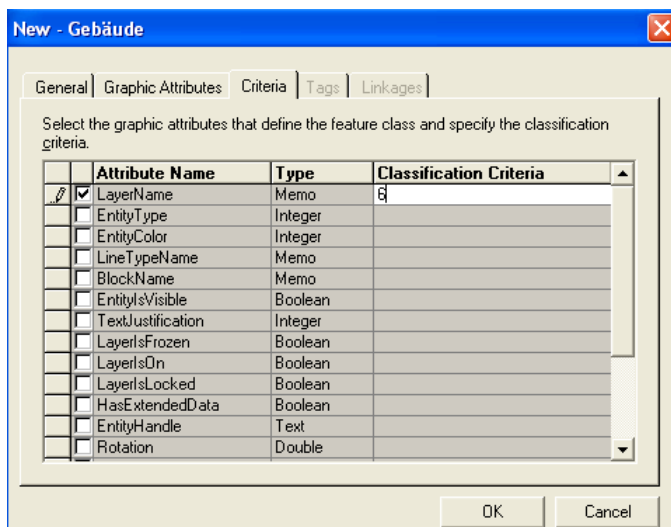 New - Gebäude
General Graphic Attributes Criteria Tags Linkages
Select the graphic attributes that define the feature class and specify the classification
criteria.
Attribute Name Type Classification Criteria
LayerName Memo 6
EntityType Integer
EntityColor Integer
LineTypeName Memo
BlockName Memo
EntityIsVisible Boolean
TextJustification Integer
LayerIsFrozen Boolean
LayerIsOn Boolean
LayerIsLocked Boolean
HasExtendedData Boolean
EntityHandle Text
Rotation Double
OK Cancel